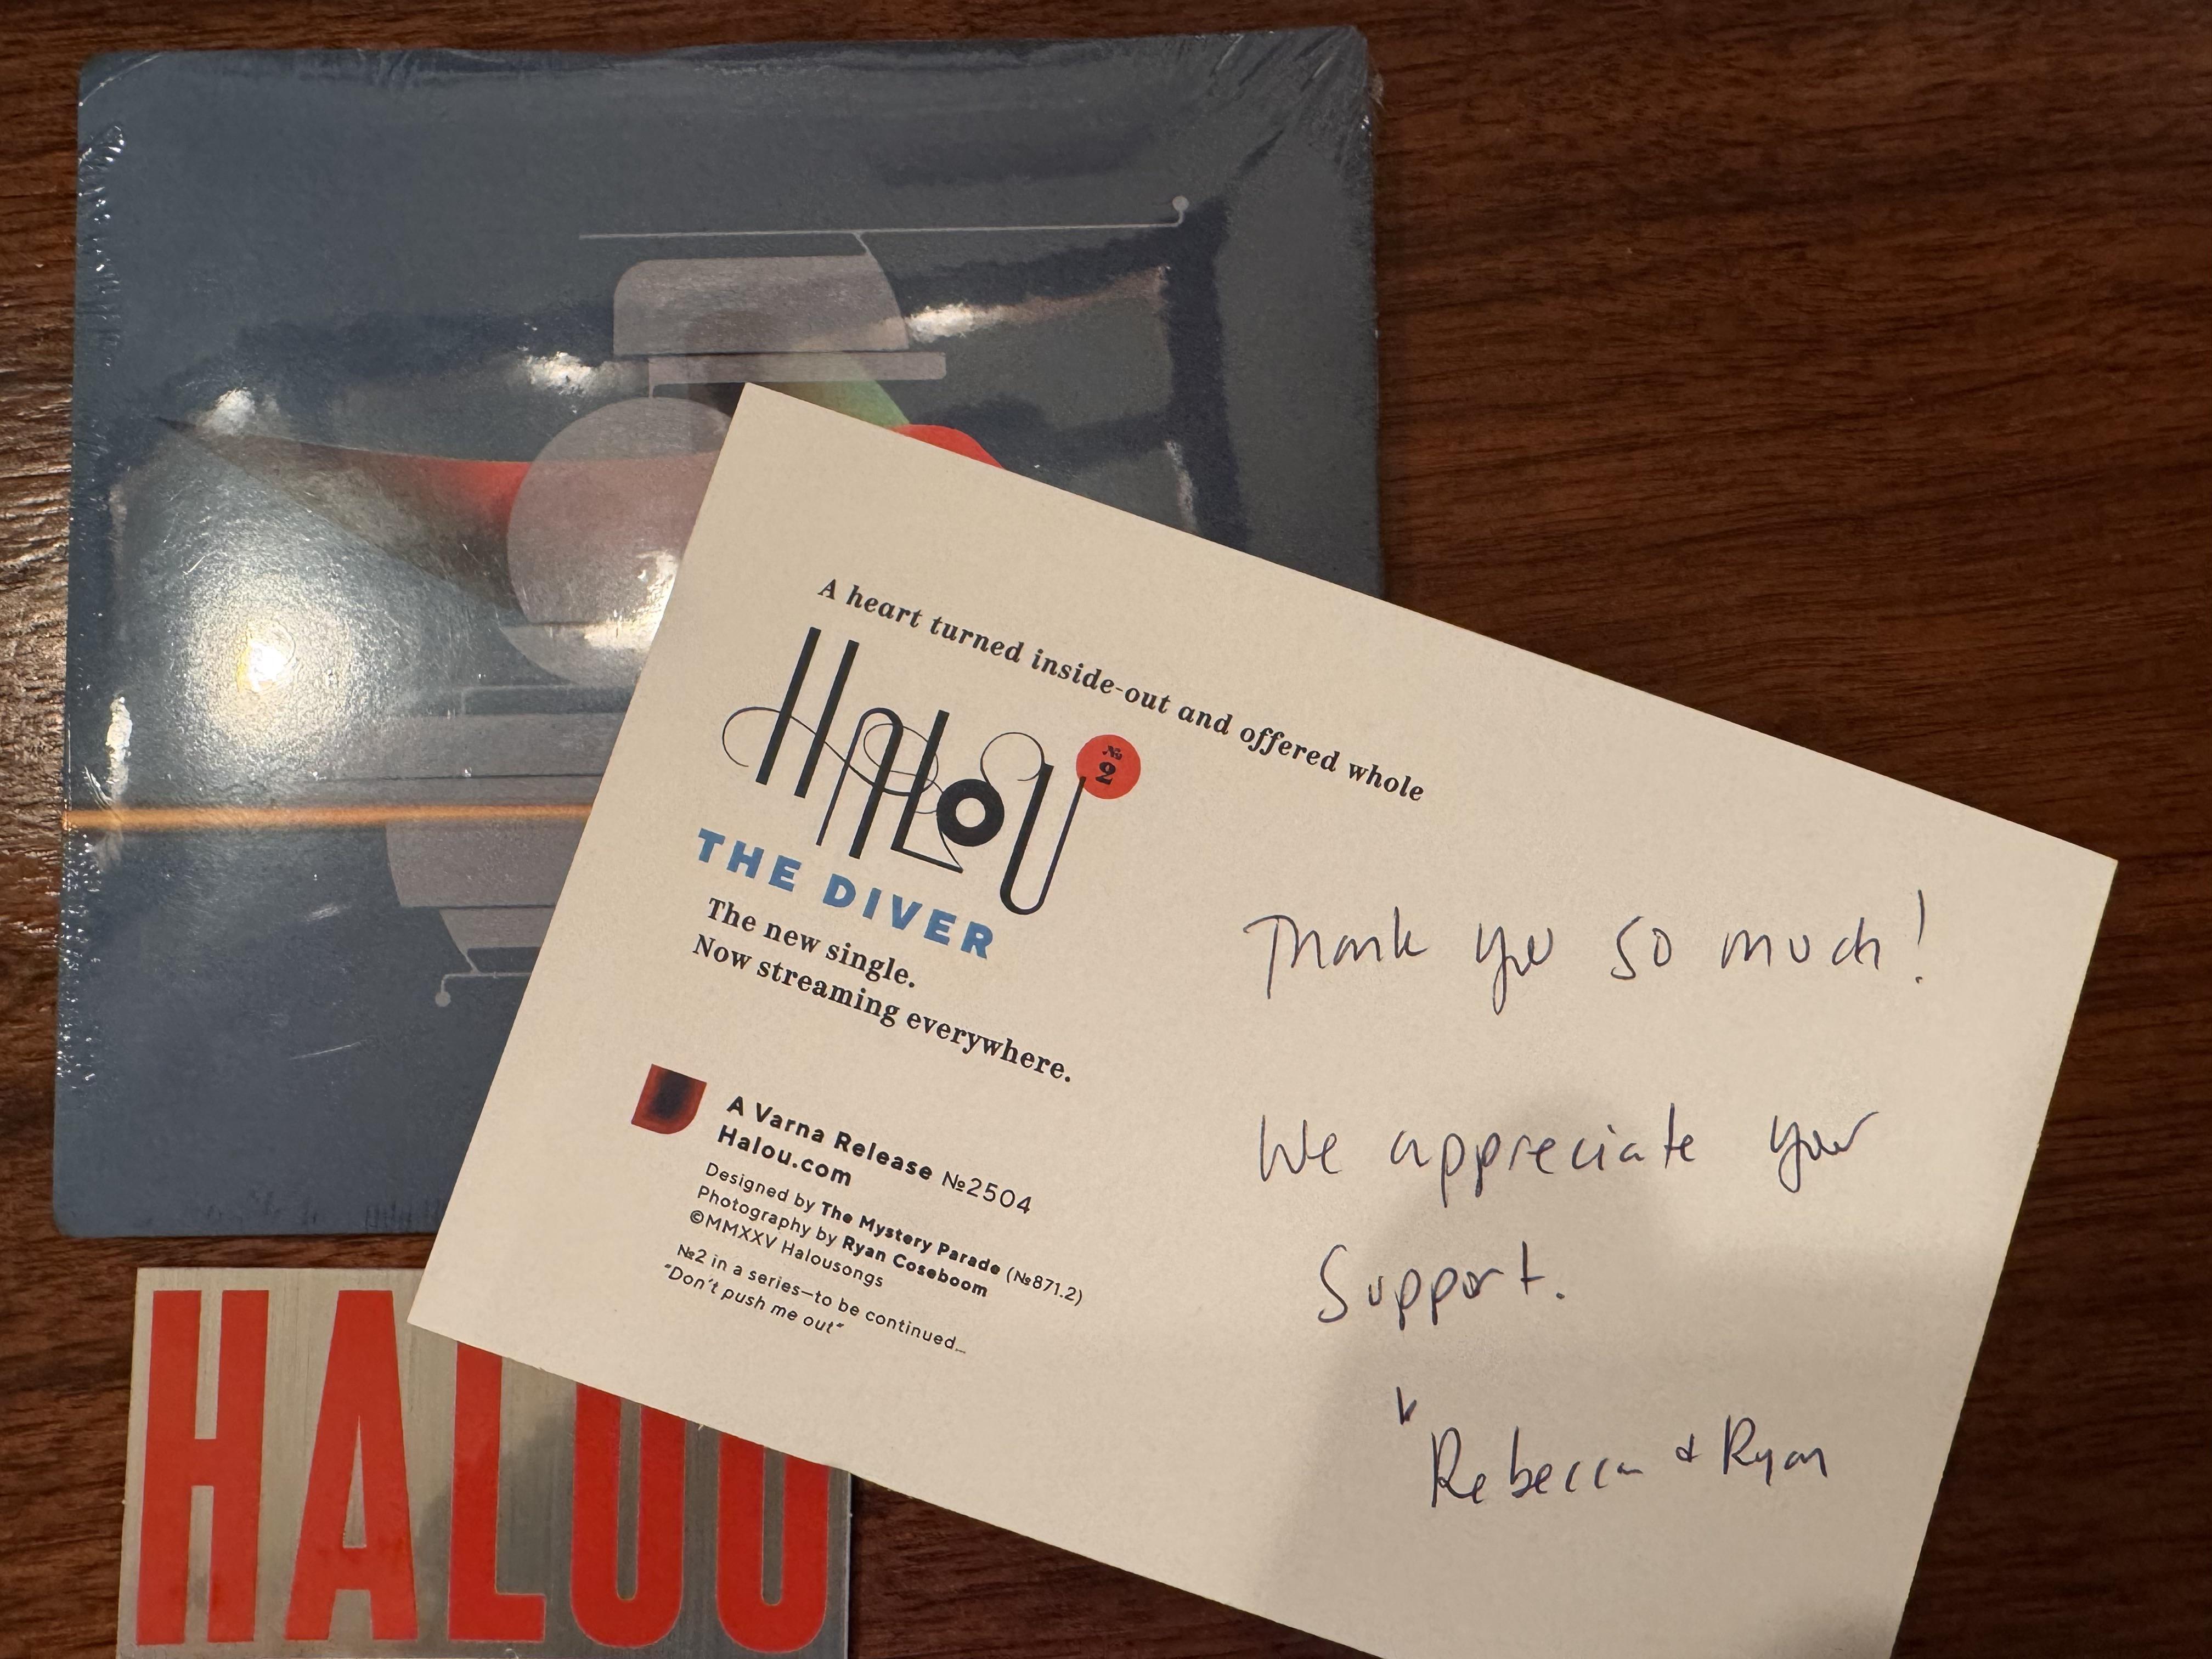 A heart turned inside-out and offered whole
HALOU
№
2
THE DIVER
The new single.
Now streaming everywhere.
A Varna Release №2504
Halou.com
Designed by The Mystery Parade (№871.2)
Photography by Ryan Coseboom
©MMXXV Halousongs
№2 in a series—to be continued...
“Don’t push me out”
Thank you so much!
We appreciate your
Support.
Rebecca + Ryan
HALOU